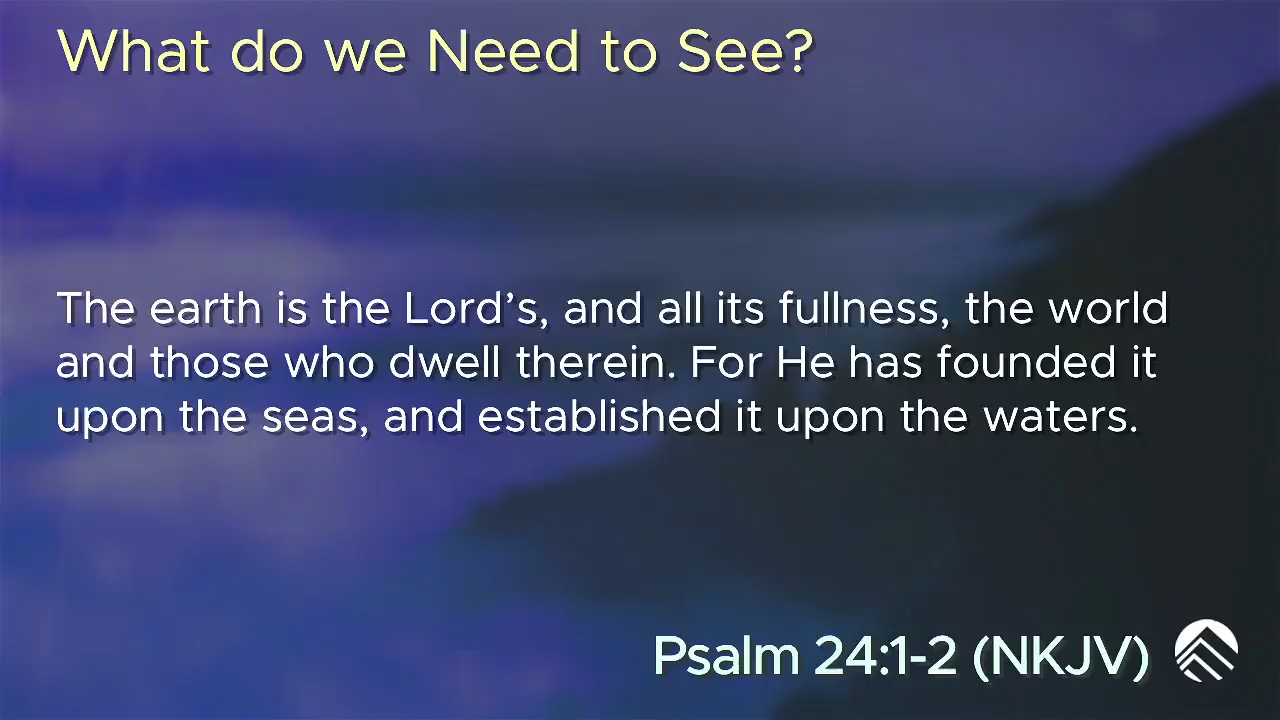 What do we Need to See?
The earth is the Lord’s, and all its fullness, the world
and those who dwell therein. For He has founded it
upon the seas, and established it upon the waters.
Psalm 24:1-2 (NKJV)